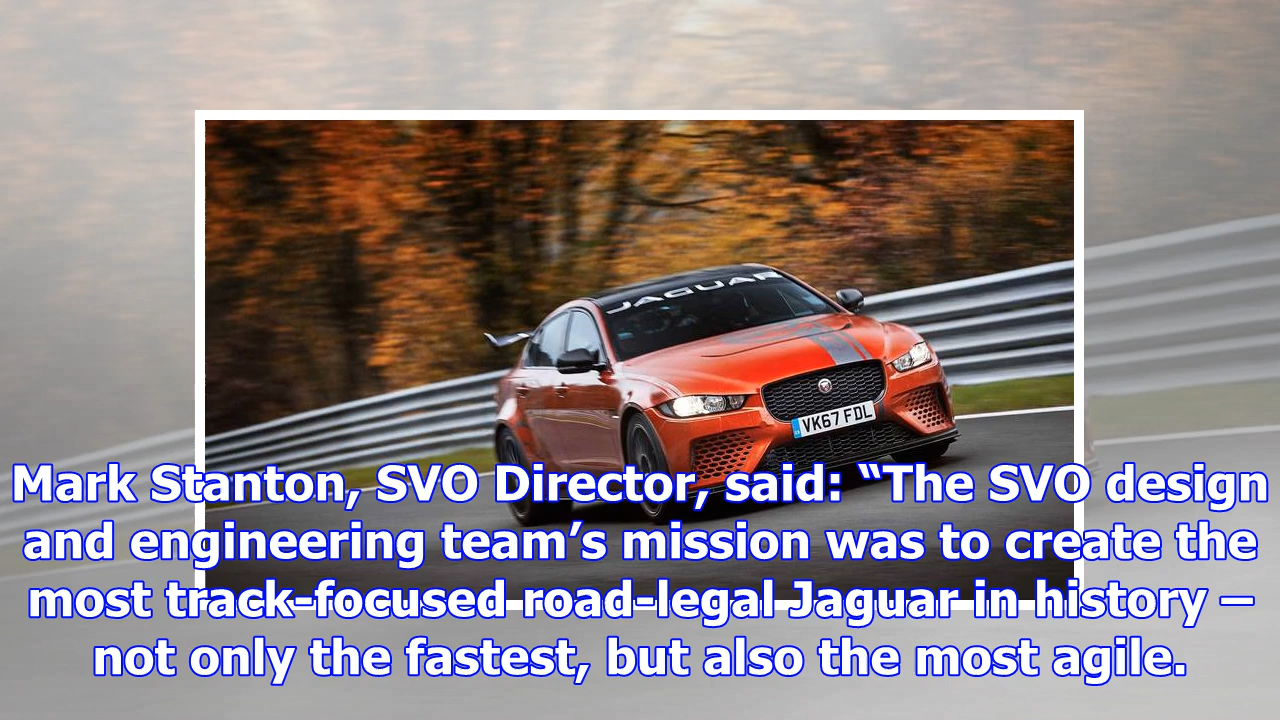 JAGUAR
VK67 FDL
Mark Stanton, SVO Director, said: “The SVO design
and engineering team’s mission was to create the
most track-focused road-legal Jaguar in history –
not only the fastest, but also the most agile.